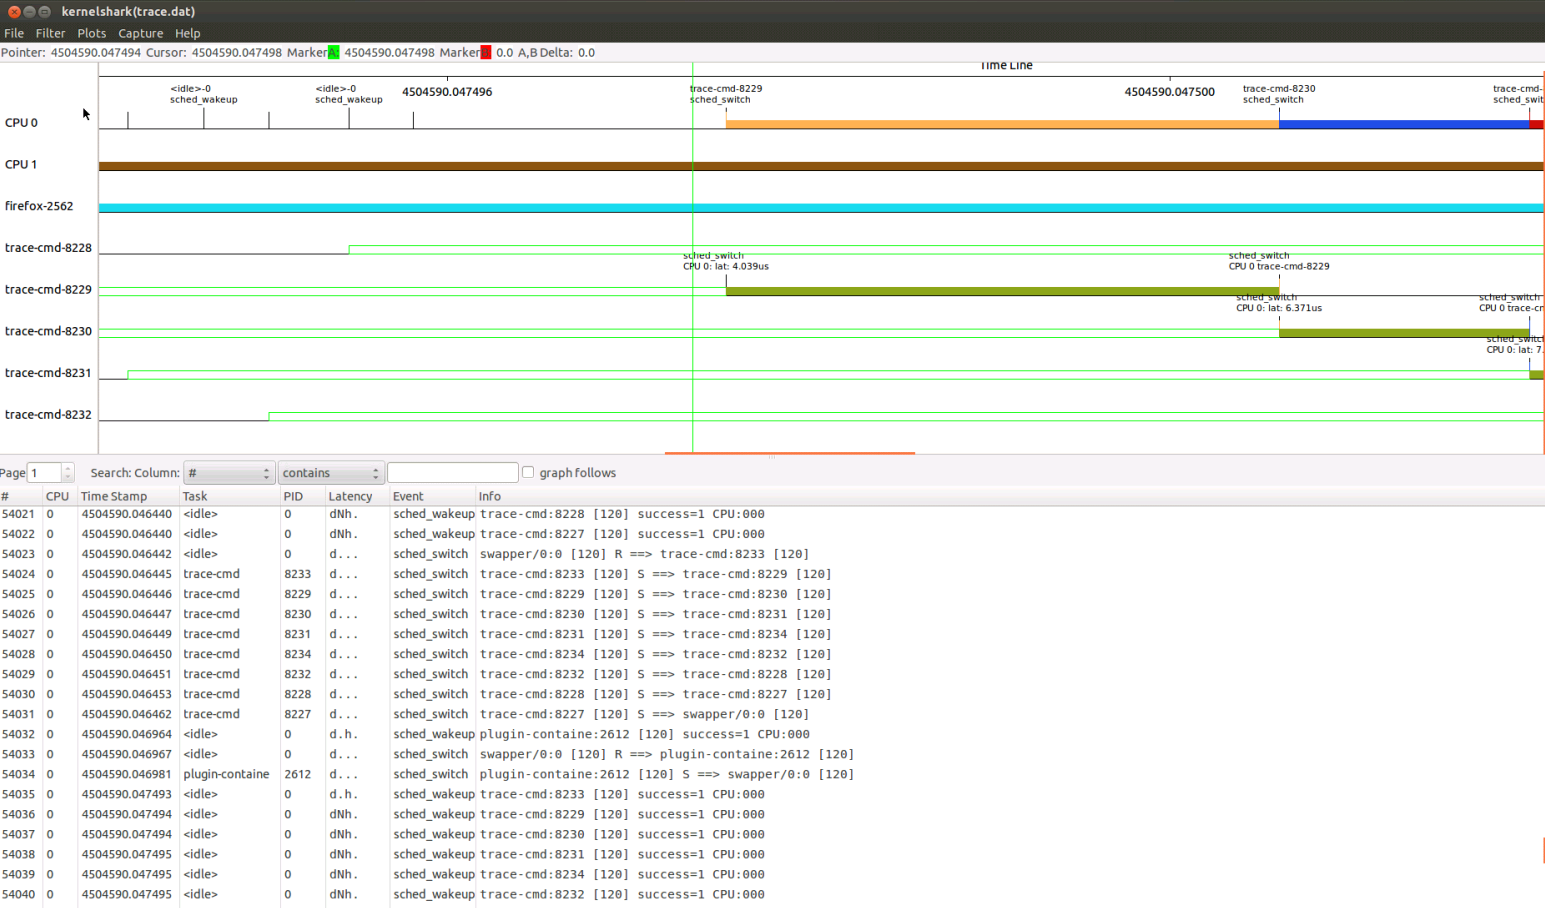 kernelshark(trace.dat)
File Filter Plots Capture Help
Pointer: 4504590.047494 Cursor: 4504590.047498 Marker A: 4504590.047498 Marker 0.0 A,B Delta: 0.0
Time Line
<idle>-0 <idle>-0 4504590.047496 trace-cmd-8229 4504590.047500 trace-cmd-8230 trace-cmd-
sched_wakeup sched_wakeup sched_switch sched_switch sched_swit
CPU 0
CPU 1
firefox-2562
trace-cmd-8228
sched_switch sched_switch
CPU 0: lat: 4.039us CPU 0 trace-cmd-8229
trace-cmd-8229
sched_switch sched_switch
CPU 0: lat: 6.371us CPU 0 trace-cm
trace-cmd-8230
sched_switch
CPU 0: lat: 7.
trace-cmd-8231
trace-cmd-8232
Page 1 Search: Column: # contains graph follows
# CPU Time Stamp Task PID Latency Event Info
54021 0 4504590.046440 <idle> 0 dNh. sched_wakeup trace-cmd:8228 [120] success=1 CPU:000
54022 0 4504590.046440 <idle> 0 dNh. sched_wakeup trace-cmd:8227 [120] success=1 CPU:000
54023 0 4504590.046442 <idle> 0 d... sched_switch swapper/0:0 [120] R ==> trace-cmd:8233 [120]
54024 0 4504590.046445 trace-cmd 8233 d... sched_switch trace-cmd:8233 [120] S ==> trace-cmd:8229 [120]
54025 0 4504590.046446 trace-cmd 8229 d... sched_switch trace-cmd:8229 [120] S ==> trace-cmd:8230 [120]
54026 0 4504590.046447 trace-cmd 8230 d... sched_switch trace-cmd:8230 [120] S ==> trace-cmd:8231 [120]
54027 0 4504590.046449 trace-cmd 8231 d... sched_switch trace-cmd:8231 [120] S ==> trace-cmd:8234 [120]
54028 0 4504590.046450 trace-cmd 8234 d... sched_switch trace-cmd:8234 [120] S ==> trace-cmd:8232 [120]
54029 0 4504590.046451 trace-cmd 8232 d... sched_switch trace-cmd:8232 [120] S ==> trace-cmd:8228 [120]
54030 0 4504590.046453 trace-cmd 8228 d... sched_switch trace-cmd:8228 [120] S ==> trace-cmd:8227 [120]
54031 0 4504590.046462 trace-cmd 8227 d... sched_switch trace-cmd:8227 [120] S ==> swapper/0:0 [120]
54032 0 4504590.046964 <idle> 0 d.h. sched_wakeup plugin-containe:2612 [120] success=1 CPU:000
54033 0 4504590.046967 <idle> 0 d... sched_switch swapper/0:0 [120] R ==> plugin-containe:2612 [120]
54034 0 4504590.046981 plugin-containe 2612 d... sched_switch plugin-containe:2612 [120] S ==> swapper/0:0 [120]
54035 0 4504590.047493 <idle> 0 d.h. sched_wakeup trace-cmd:8233 [120] success=1 CPU:000
54036 0 4504590.047494 <idle> 0 dNh. sched_wakeup trace-cmd:8229 [120] success=1 CPU:000
54037 0 4504590.047494 <idle> 0 dNh. sched_wakeup trace-cmd:8230 [120] success=1 CPU:000
54038 0 4504590.047495 <idle> 0 dNh. sched_wakeup trace-cmd:8231 [120] success=1 CPU:000
54039 0 4504590.047495 <idle> 0 dNh. sched_wakeup trace-cmd:8234 [120] success=1 CPU:000
54040 0 4504590.047495 <idle> 0 dNh. sched_wakeup trace-cmd:8232 [120] success=1 CPU:000